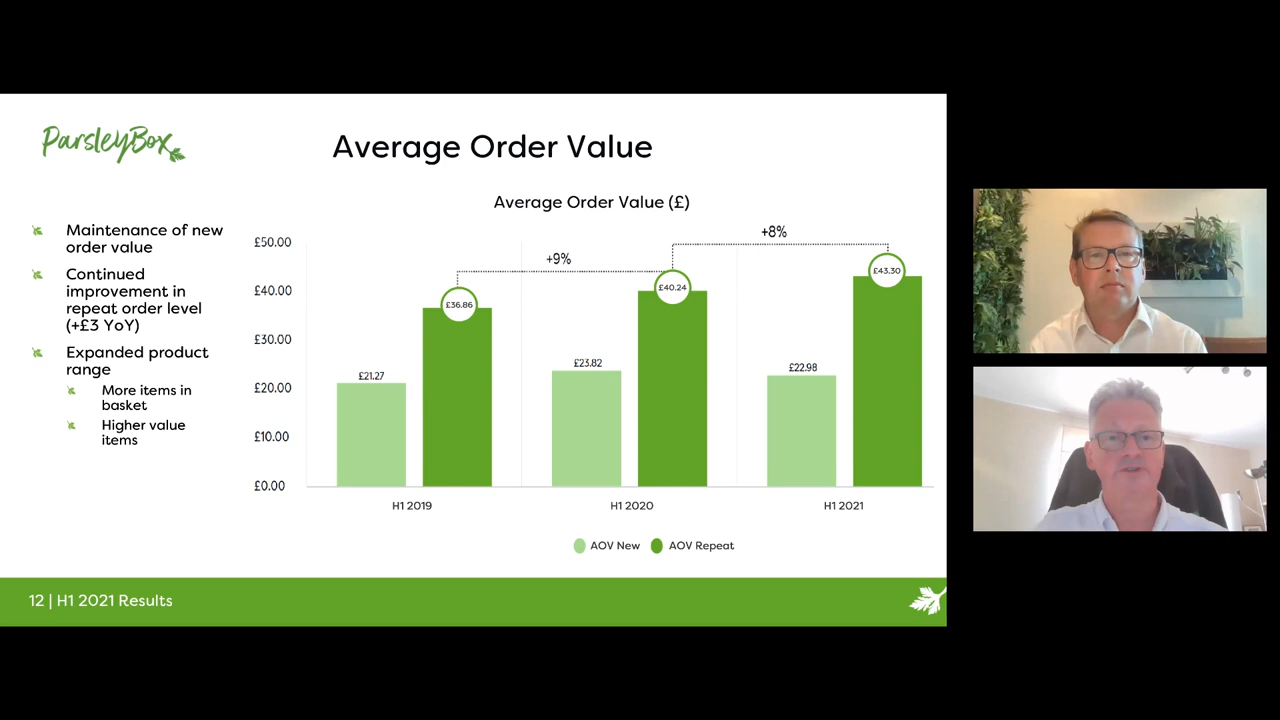 ParsleyBox
Average Order Value
Maintenance of new
order value
Continued
improvement in
repeat order level
(+£3 YoY)
Expanded product
range
More items in
basket
Higher value
items
Average Order Value (£)
£50.00
£40.00
£30.00
£20.00
£10.00
£0.00
+9%
+8%
£21.27
£36.86
£23.82
£40.24
£22.98
£43.30
H1 2019
H1 2020
H1 2021
AOV New
AOV Repeat
12 | H1 2021 Results